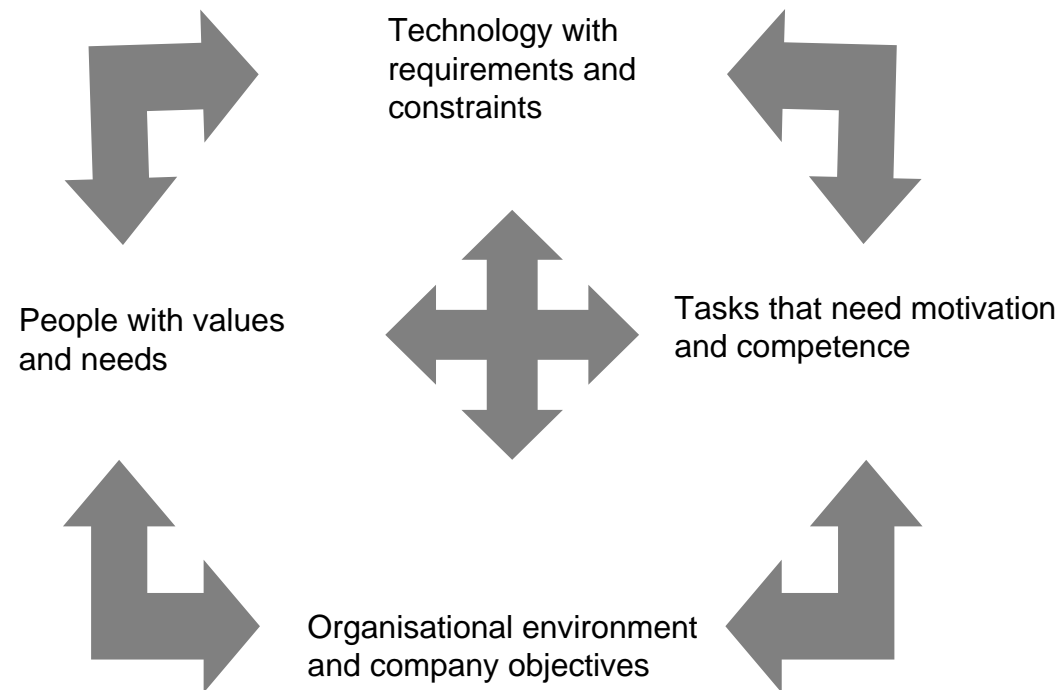 Technology with
requirements and
constraints
People with values
and needs
Tasks that need motivation
and competence
Organisational environment
and company objectives